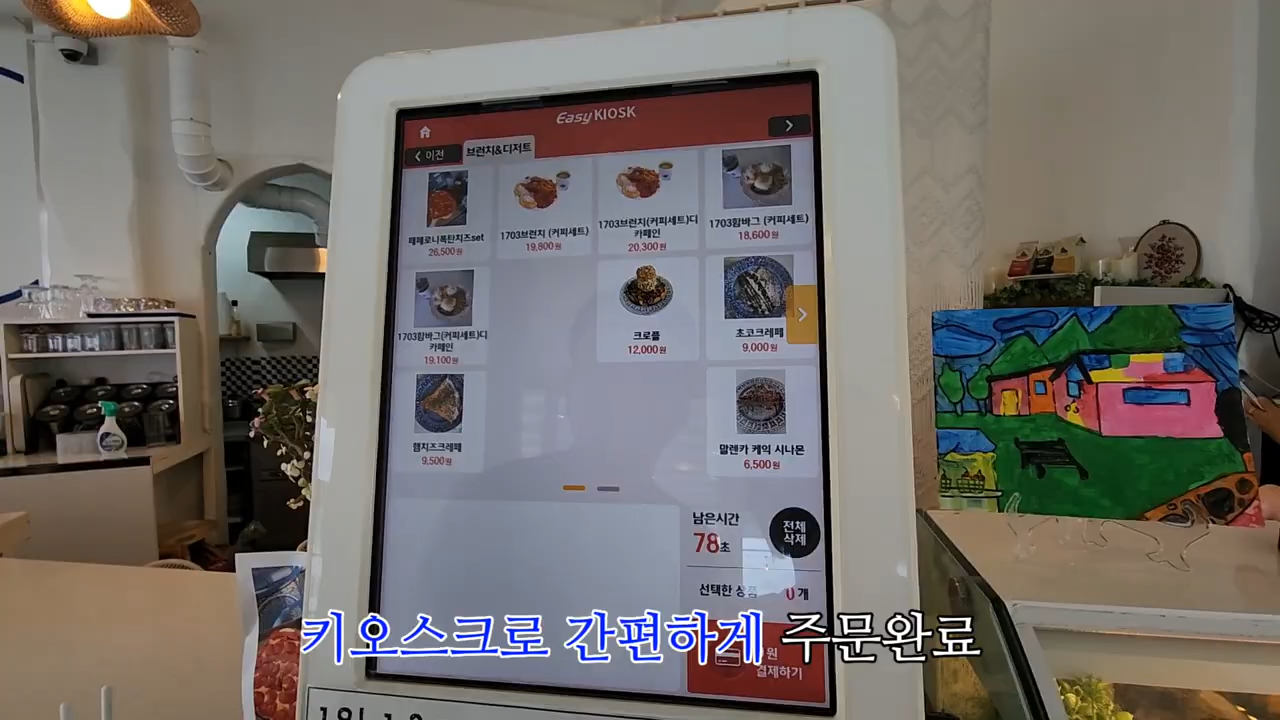 Easy KIOSK
이전
브런치&디저트
페페로니폭탄치즈set
26,500원
1703브런치 (커피세트)
19,800원
1703브런치(커피세트)디
카페인
20,300원
1703함바그 (커피세트)
18,600원
1703함바그(커피세트)디
카페인
19,100원
크로플
12,000원
초코크레페
9,000원
햄치즈크레페
9,500원
말렌카 케익 시나몬
6,500원
남은시간
78초
전체
삭제
선택한 상품 0개
원
결제하기
키오스크로 간편하게 주문완료